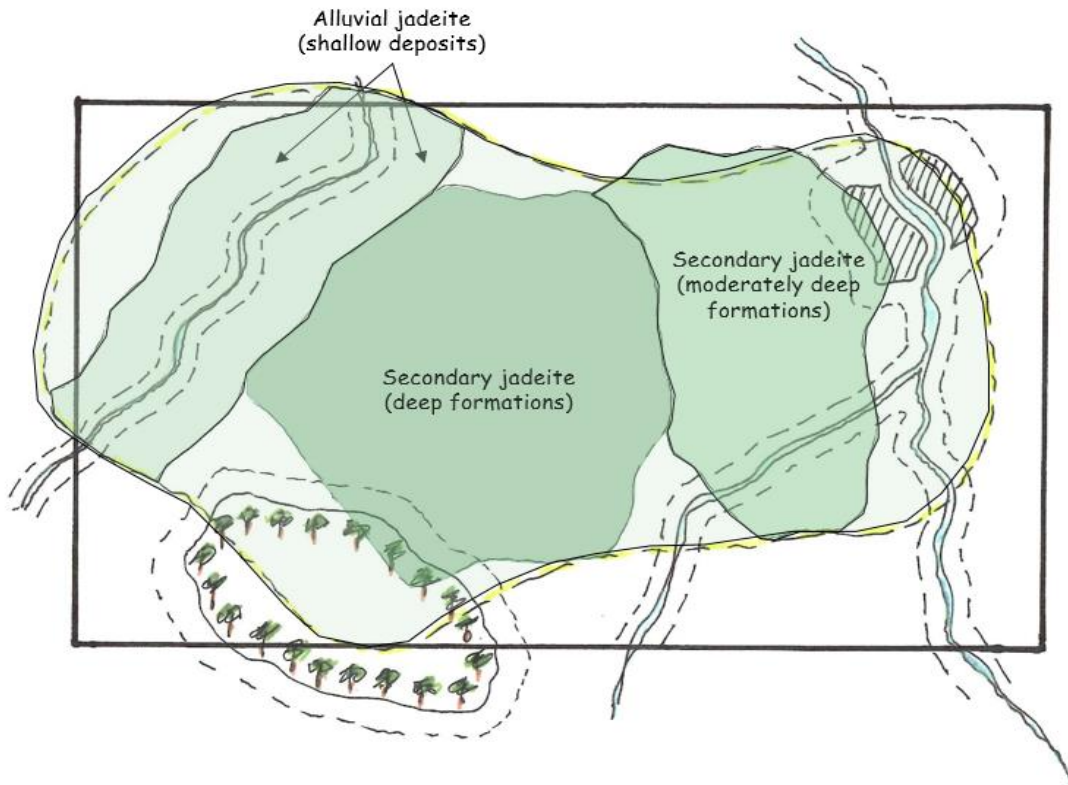 Alluvial jadeite
(shallow deposits)
Secondary jadeite
(moderately deep
formations)
Secondary jadeite
(deep formations)